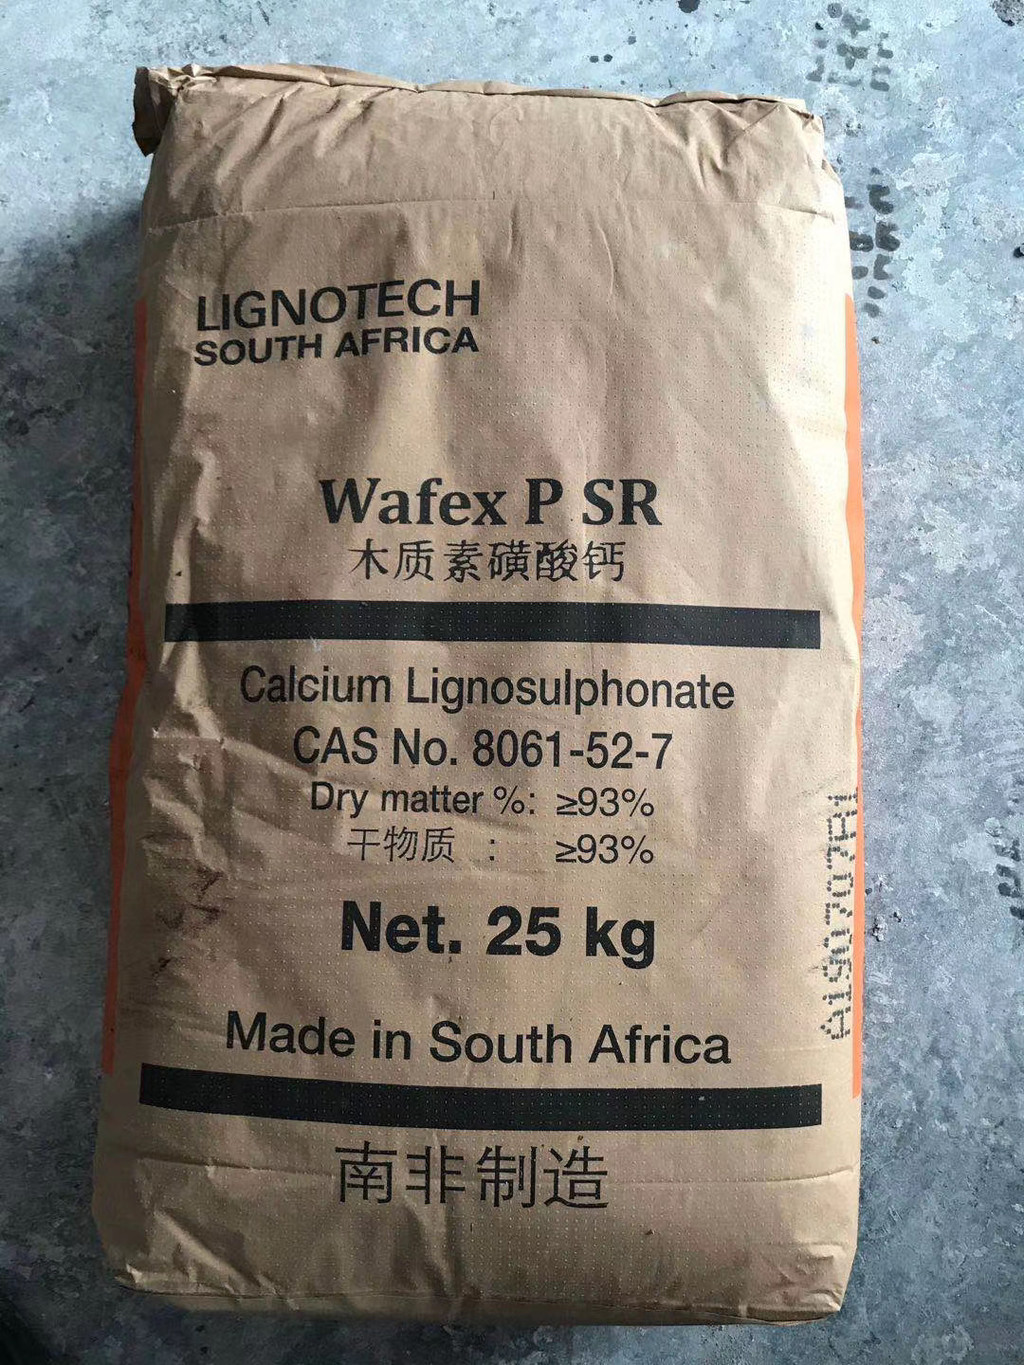 LIGNOTECH
SOUTH AFRICA
Wafex P SR
木质素磺酸钙
Calcium Lignosulphonate
CAS No. 8061-52-7
Dry matter %: ≥93%
干物质 : ≥93%
Net. 25 kg
Made in South Africa
南非制造